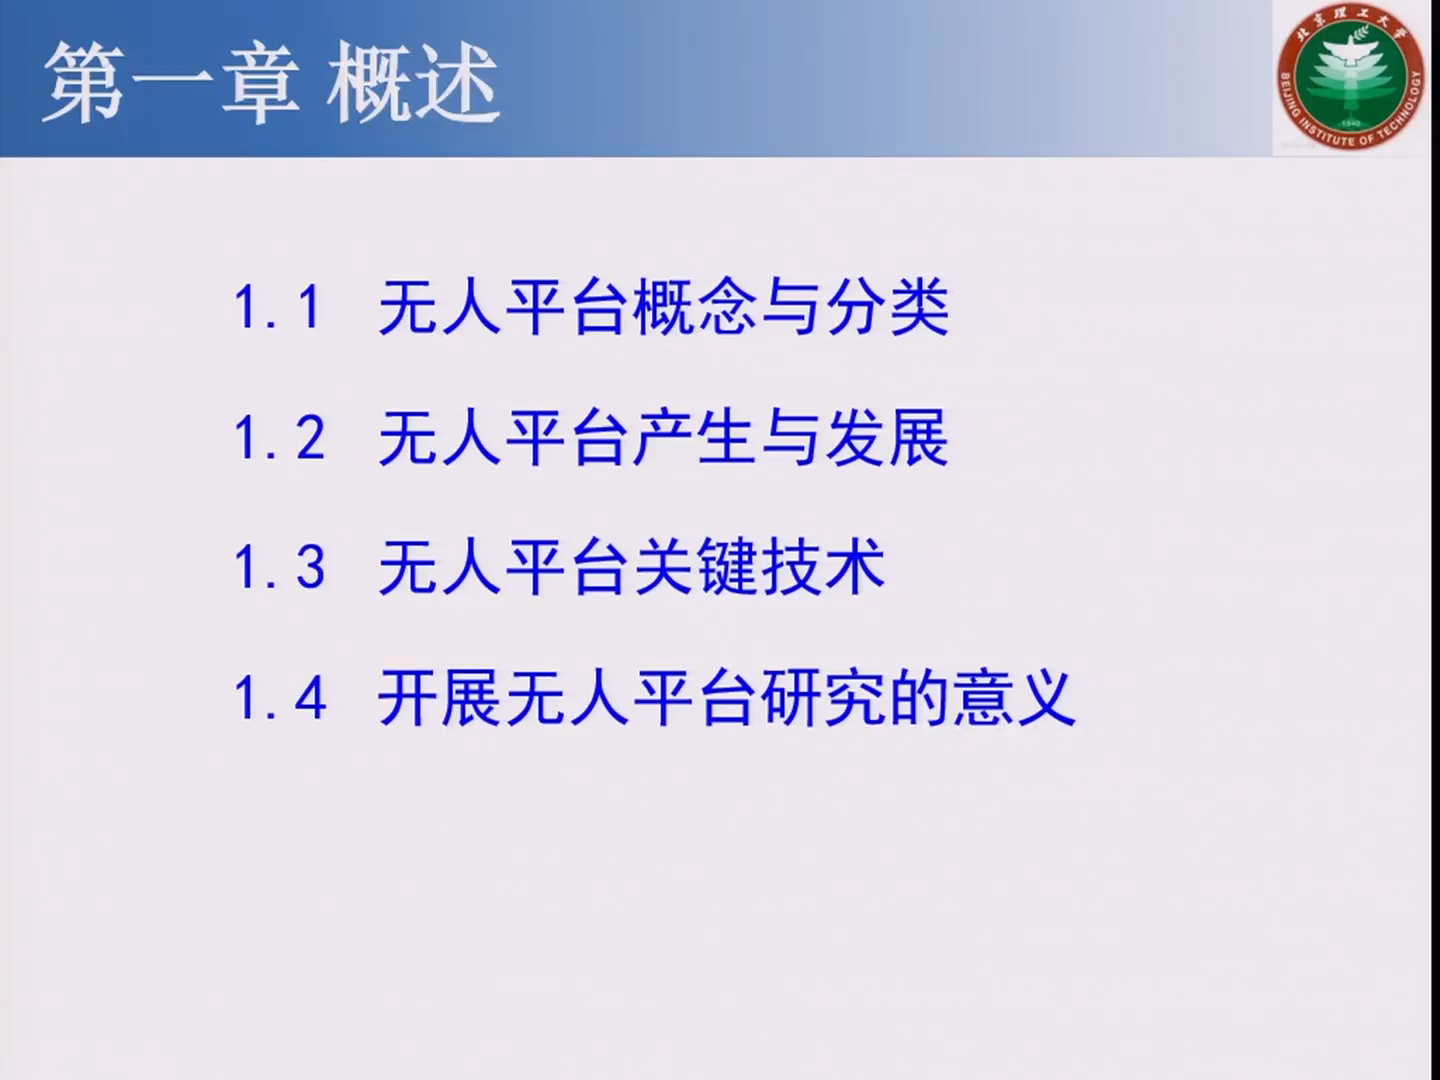 第一章 概述
北京理工大学
BEIJING INSTITUTE OF TECHNOLOGY
1940
1.1 无人平台概念与分类
1.2 无人平台产生与发展
1.3 无人平台关键技术
1.4 开展无人平台研究的意义